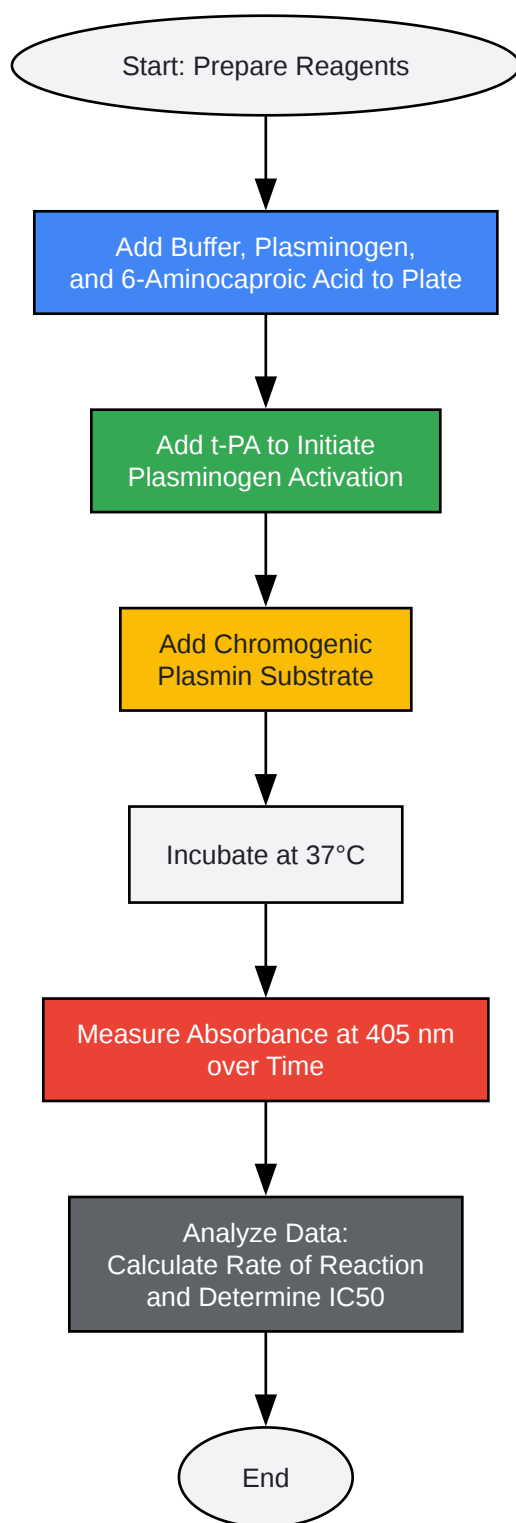 Start: Prepare Reagents
Add Buffer, Plasminogen,
and 6-Aminocaproic Acid to Plate
Add t-PA to Initiate
Plasminogen Activation
Add Chromogenic
Plasmin Substrate
Incubate at 37°C
Measure Absorbance at 405 nm
over Time
Analyze Data:
Calculate Rate of Reaction
and Determine IC50
End